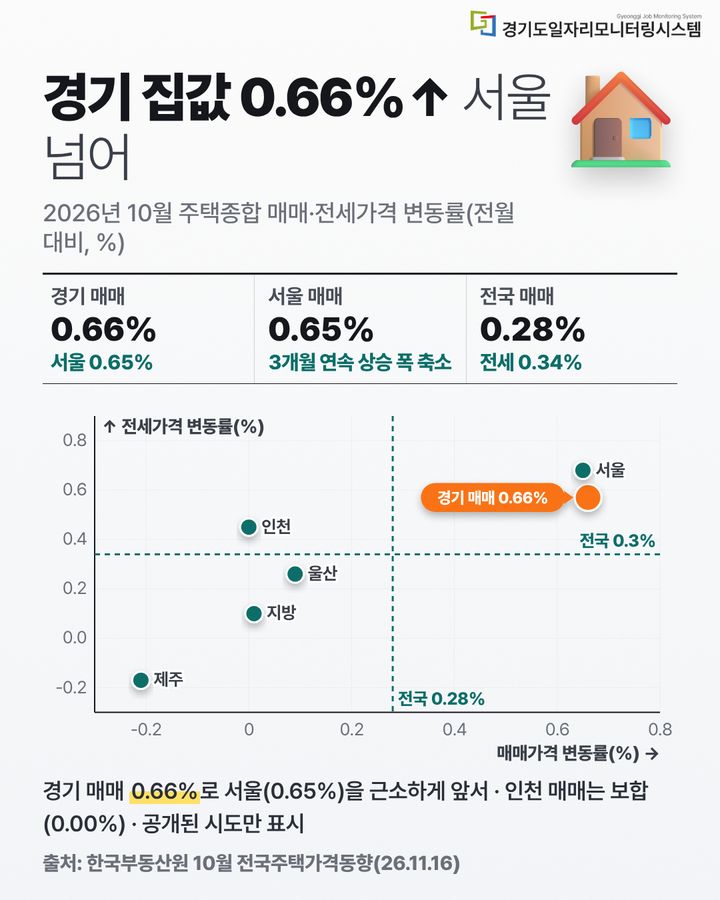 Gyeonggi Job Monitoring System
경기도일자리모니터링시스템
경기 집값 0.66%↑ 서울
넘어
2026년 10월 주택종합 매매·전세가격 변동률(전월
대비, %)
경기 매매
0.66%
서울 0.65%
서울 매매
0.65%
3개월 연속 상승 폭 축소
전국 매매
0.28%
전세 0.34%
↑ 전세가격 변동률(%)
0.8
0.6
0.4
0.2
0.0
-0.2
서울
경기 매매 0.66%
인천
전국 0.3%
울산
지방
제주
전국 0.28%
-0.2 0 0.2 0.4 0.6 0.8
매매가격 변동률(%) →
경기 매매 0.66%로 서울(0.65%)을 근소하게 앞서 · 인천 매매는 보합
(0.00%) · 공개된 시도만 표시
출처: 한국부동산원 10월 전국주택가격동향(26.11.16)